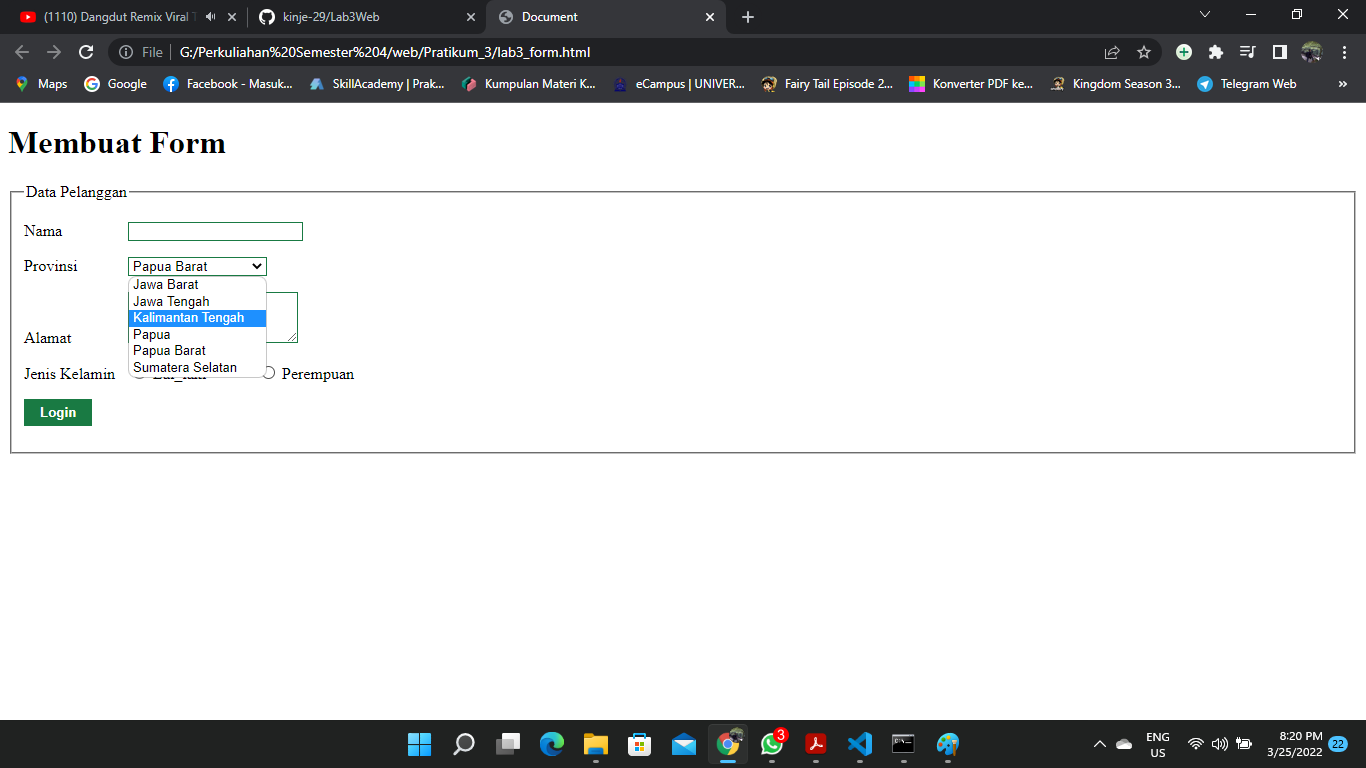 (1110) Dangdut Remix Viral T
kinje-29/Lab3Web
Document
File
G:/Perkuliahan%20Semester%204/web/Pratikum_3/lab3_form.html
Maps
Google
Facebook - Masuk...
SkillAcademy | Prak...
Kumpulan Materi K...
eCampus | UNIVER...
Fairy Tail Episode 2...
Konverter PDF ke...
Kingdom Season 3...
Telegram Web
»
Membuat Form
Data Pelanggan
Nama
Provinsi
Papua Barat
Jawa Barat
Jawa Tengah
Kalimantan Tengah
Papua
Papua Barat
Sumatera Selatan
Alamat
Jenis Kelamin
Perempuan
Login
3
ENG
US
8:20 PM
3/25/2022
22